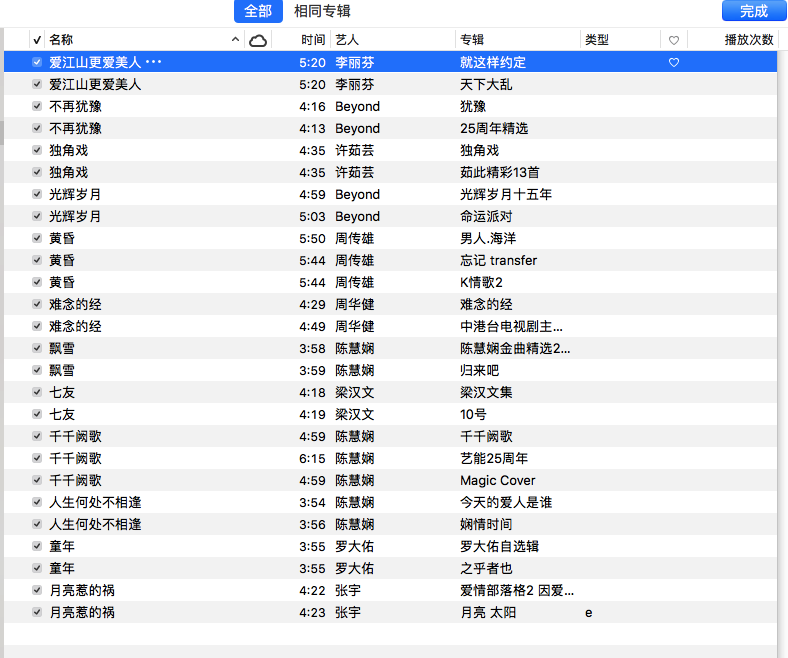 全部 相同专辑 完成
✓ 名称 时间 艺人 专辑 类型 ♡ 播放次数
爱江山更爱美人 ••• 5:20 李丽芬 就这样约定 ♡
爱江山更爱美人 5:20 李丽芬 天下大乱
不再犹豫 4:16 Beyond 犹豫
不再犹豫 4:13 Beyond 25周年精选
独角戏 4:35 许茹芸 独角戏
独角戏 4:35 许茹芸 茹此精彩13首
光辉岁月 4:59 Beyond 光辉岁月十五年
光辉岁月 5:03 Beyond 命运派对
黄昏 5:50 周传雄 男人.海洋
黄昏 5:44 周传雄 忘记 transfer
黄昏 5:44 周传雄 K情歌2
难念的经 4:29 周华健 难念的经
难念的经 4:49 周华健 中港台电视剧主...
飘雪 3:58 陈慧娴 陈慧娴金曲精选2...
飘雪 3:59 陈慧娴 归来吧
七友 4:18 梁汉文 梁汉文集
七友 4:19 梁汉文 10号
千千阙歌 4:59 陈慧娴 千千阙歌
千千阙歌 6:15 陈慧娴 艺能25周年
千千阙歌 4:59 陈慧娴 Magic Cover
人生何处不相逢 3:54 陈慧娴 今天的爱人是谁
人生何处不相逢 3:56 陈慧娴 娴情时间
童年 3:55 罗大佑 罗大佑自选辑
童年 3:55 罗大佑 之乎者也
月亮惹的祸 4:22 张宇 爱情部落格2 因爱...
月亮惹的祸 4:23 张宇 月亮 太阳 e